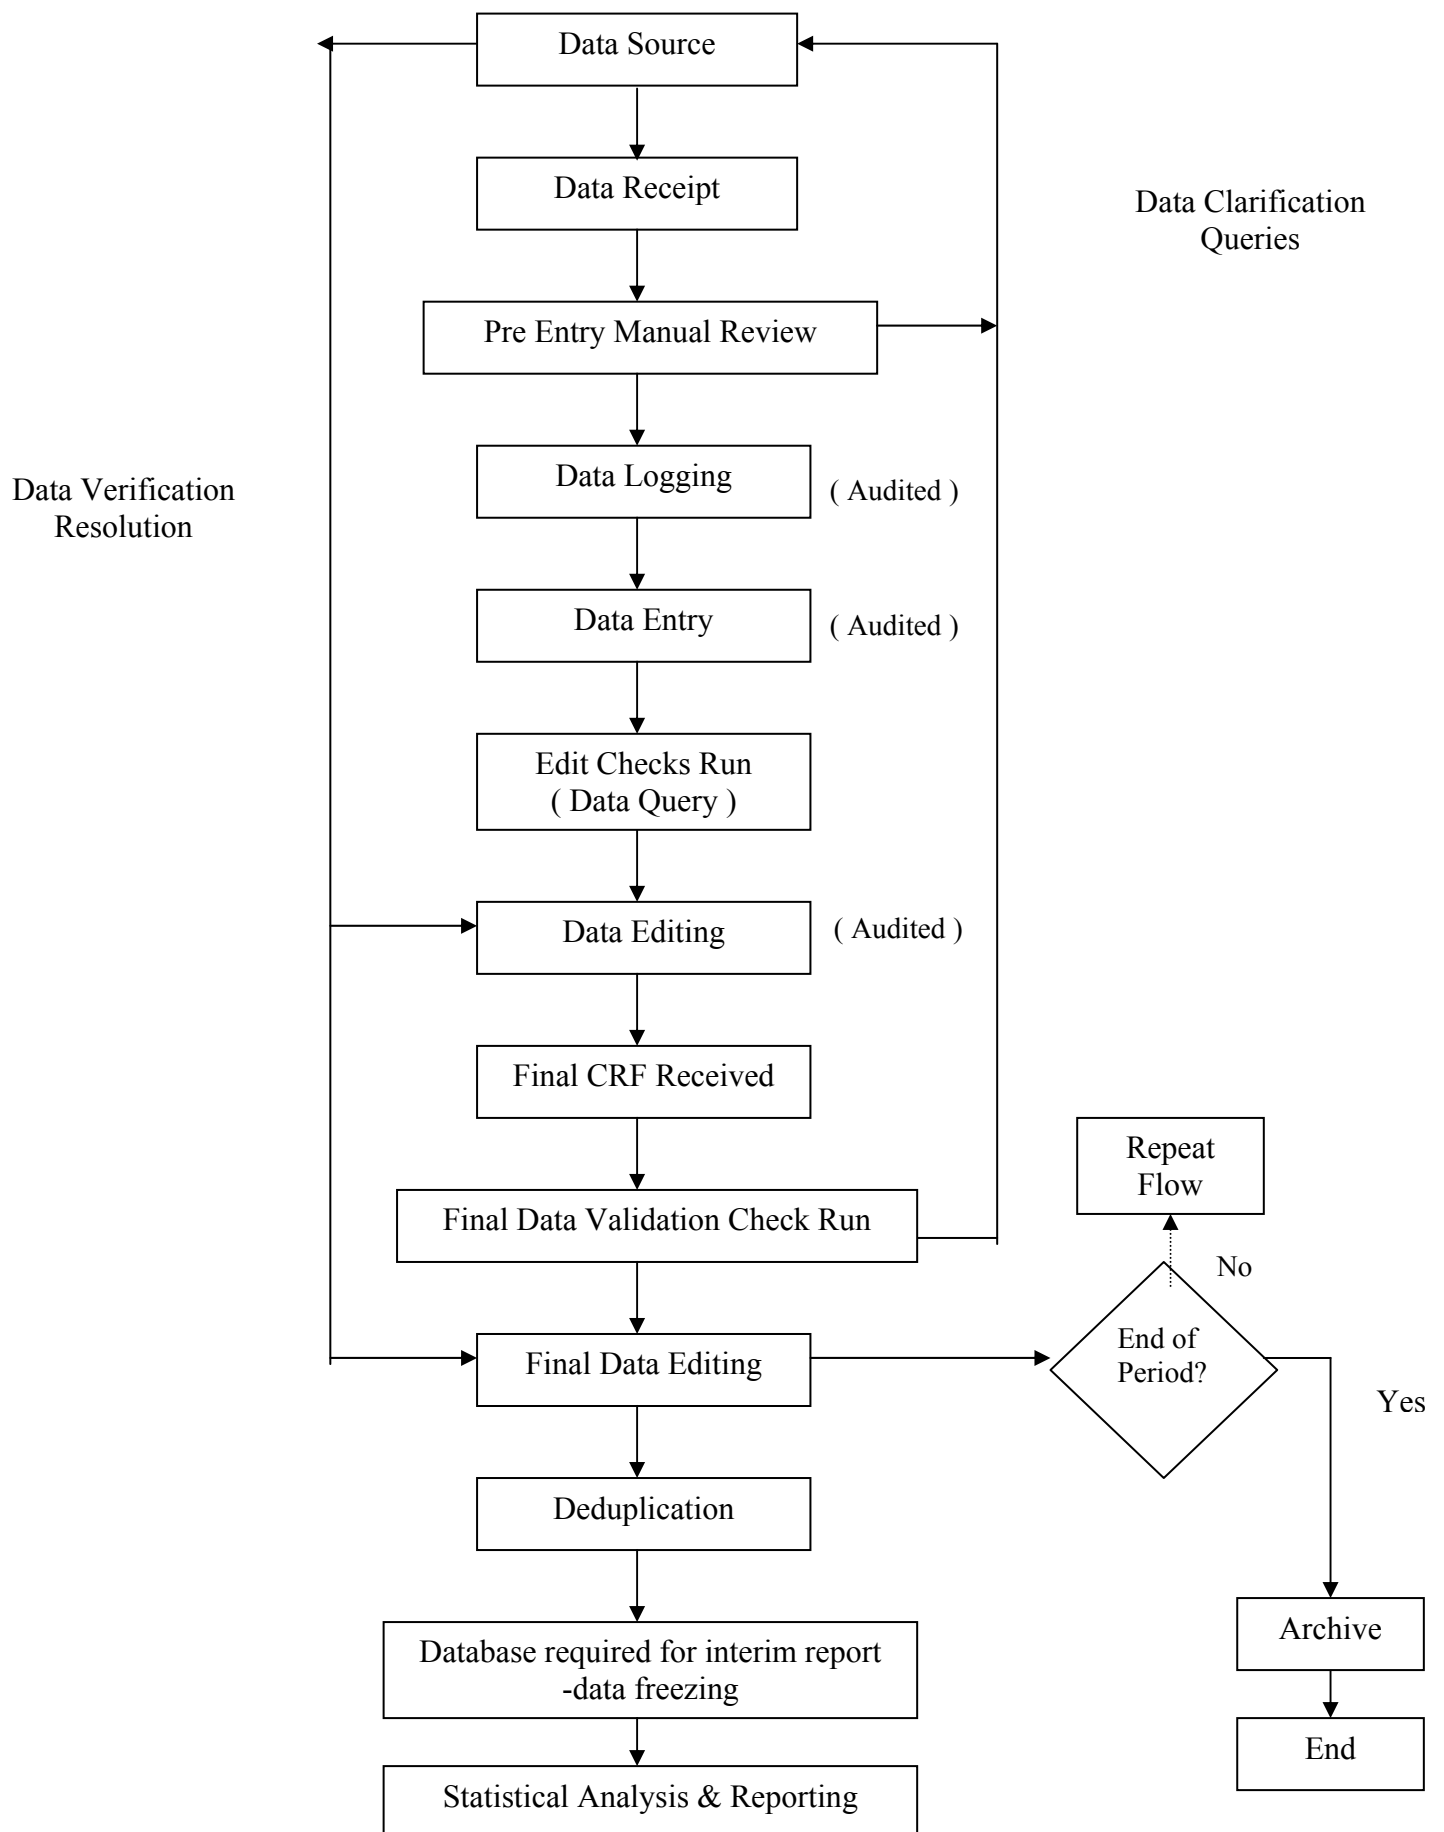 Data Source
Data Receipt
Data Clarification
Queries
Pre Entry Manual Review
Data Logging
( Audited )
Data Verification
Resolution
Data Entry
( Audited )
Edit Checks Run
( Data Query )
Data Editing
( Audited )
Final CRF Received
Repeat
Flow
Final Data Validation Check Run
No
End of
Period?
Final Data Editing
Yes
Deduplication
Archive
Database required for interim report
-data freezing
End
Statistical Analysis & Reporting